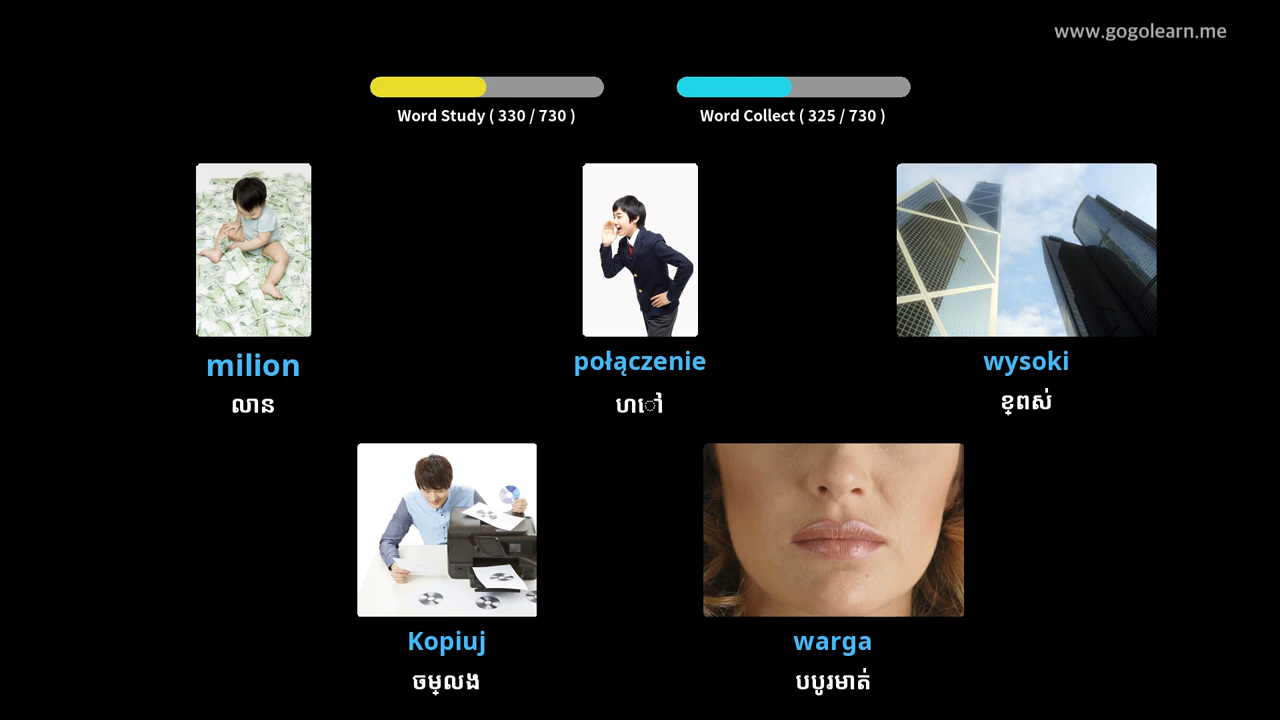 www.gogolearn.me
Word Study ( 330 / 730 )
Word Collect ( 325 / 730 )
milion
połączenie
wysoki
លាន
ហៅ
ខ្ពស់
Kopiuj
warga
ចម្លង
បបូរមាត់